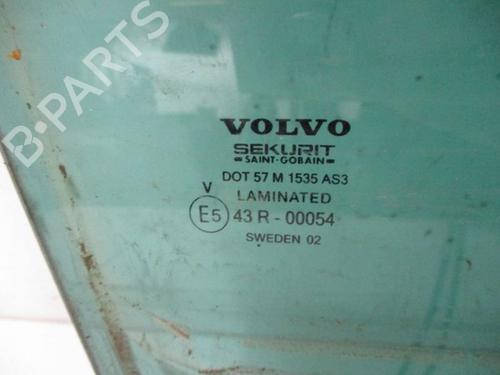 B-PARTS
VOLVO
SEKURIT
SAINT-GOBAIN
DOT 57 M 1535 AS3
V LAMINATED
E5 43 R - 00054
SWEDEN 02